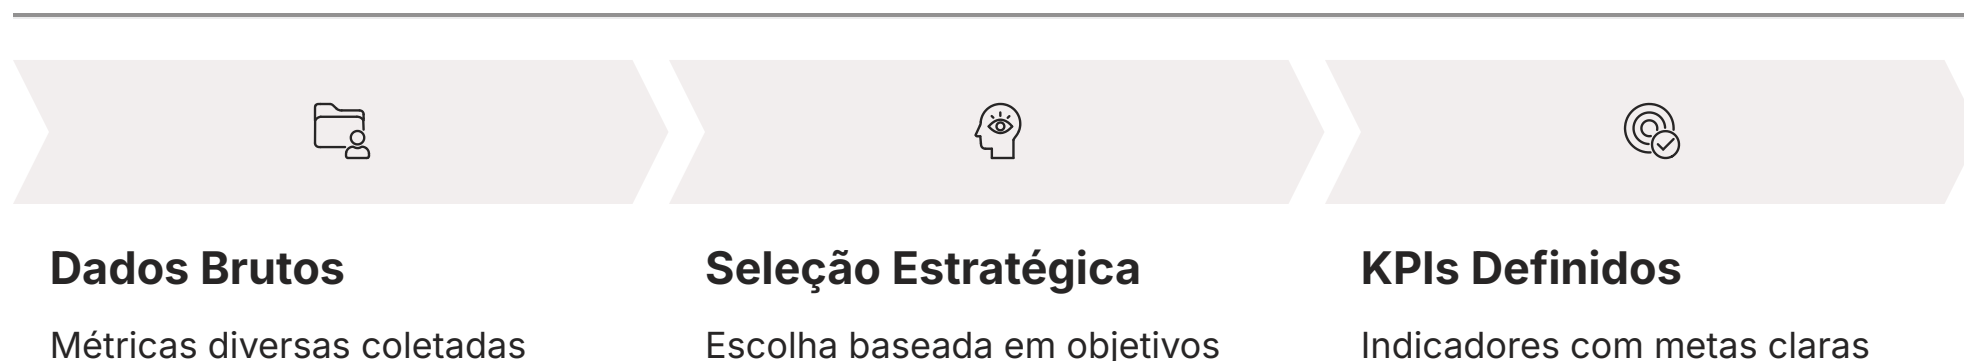 Dados Brutos
Métricas diversas coletadas
Seleção Estratégica
Escolha baseada em objetivos
KPIs Definidos
Indicadores com metas claras